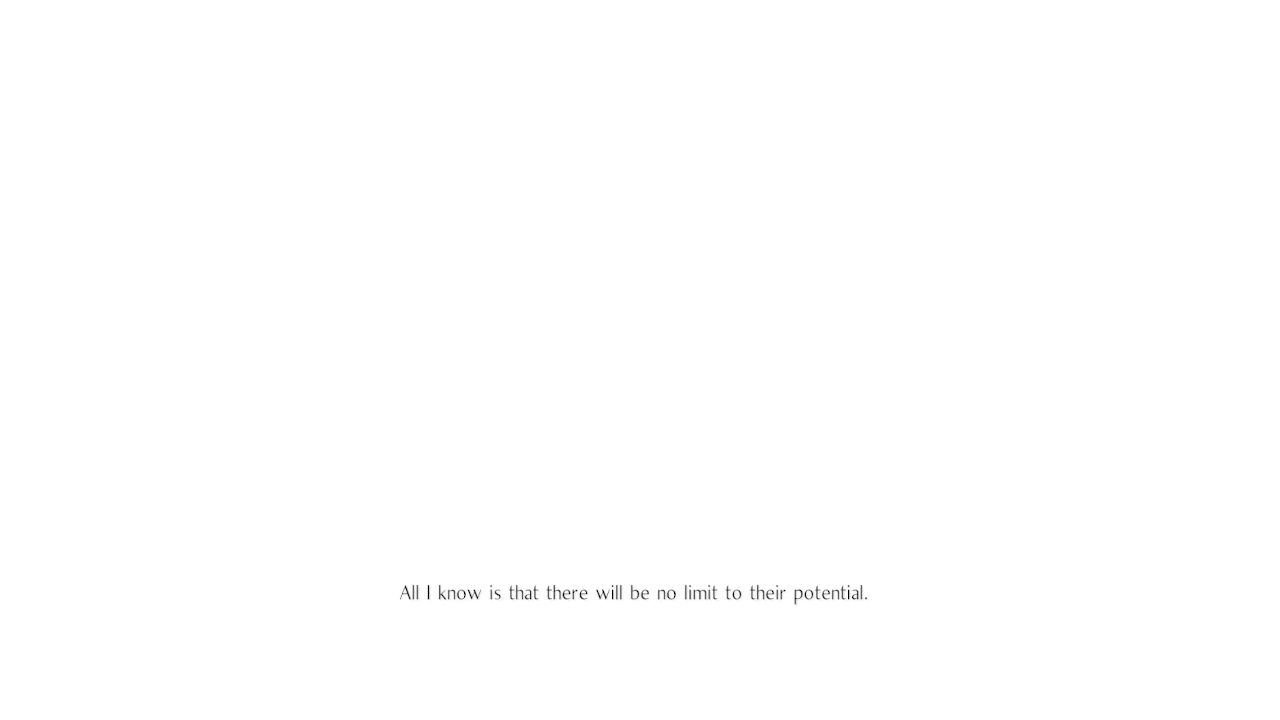 All I know is that there will be no limit to their potential.